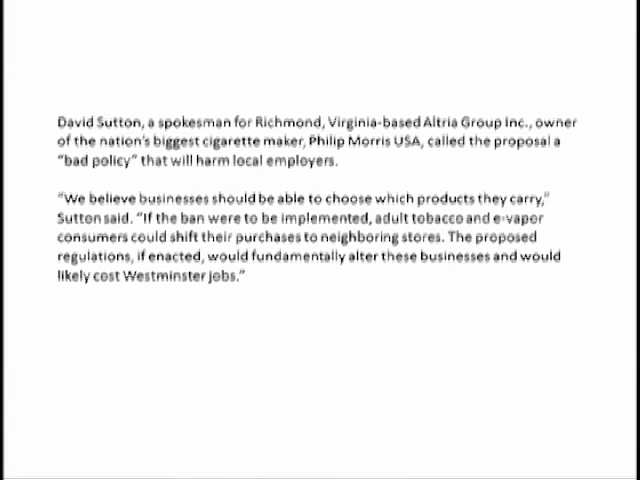 David Sutton, a spokesman for Richmond, Virginia-based Altria Group Inc., owner
of the nation's biggest cigarette maker, Philip Morris USA, called the proposal a
"bad policy" that will harm local employers.
"We believe businesses should be able to choose which products they carry,"
Sutton said. "If the ban were to be implemented, adult tobacco and e-vapor
consumers could shift their purchases to neighboring stores. The proposed
regulations, if enacted, would fundamentally alter these businesses and would
likely cost Westminster jobs."